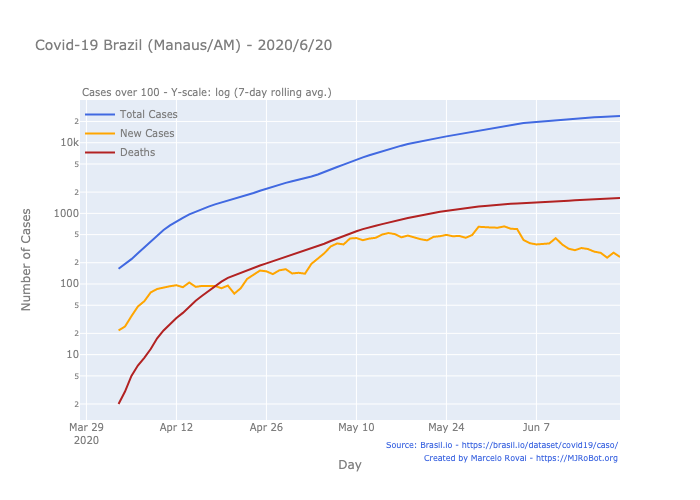 Covid-19 Brazil (Manaus/AM) - 2020/6/20
Cases over 100 - Y-scale: log (7-day rolling avg.)
Total Cases
New Cases
Deaths
2
10k
5
2
1000
5
2
100
5
2
10
5
2
Number of Cases
Mar 29
2020
Apr 12
Apr 26
May 10
May 24
Jun 7
Day
Source: Brasil.io - https://brasil.io/dataset/covid19/caso/
Created by Marcelo Rovai - https://MJRoBot.org